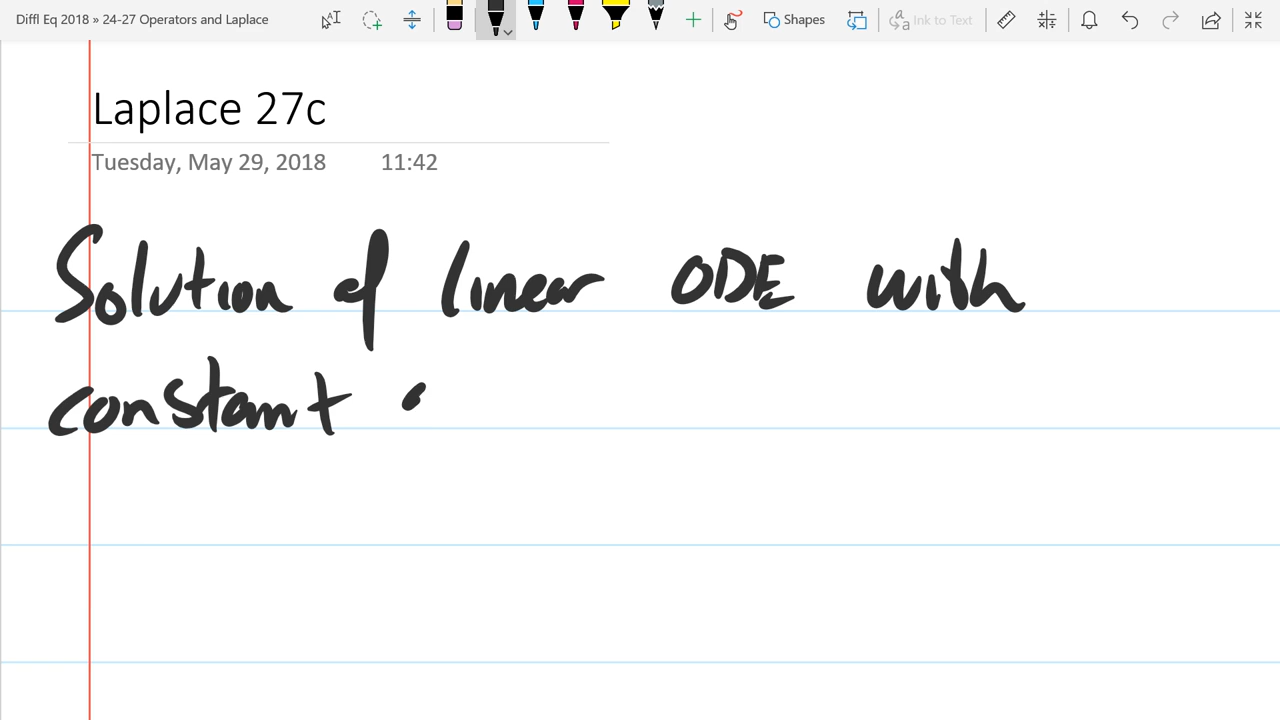 Diffl Eq 2018 » 24-27 Operators and Laplace
Shapes
Ink to Text
Laplace 27c
Tuesday, May 29, 2018 11:42
Solution of linear ODE with
constant c